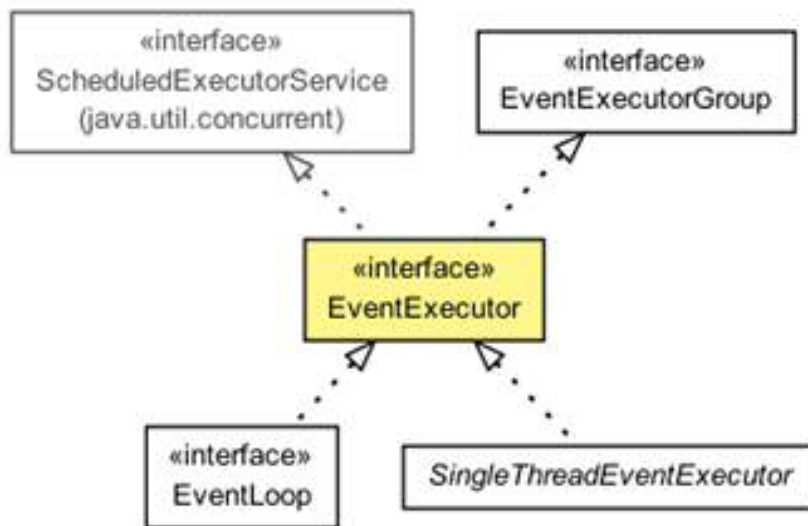 «interface»
ScheduledExecutorService
(java.util.concurrent)
«interface»
EventExecutorGroup
«interface»
EventExecutor
«interface»
EventLoop
SingleThreadEventExecutor